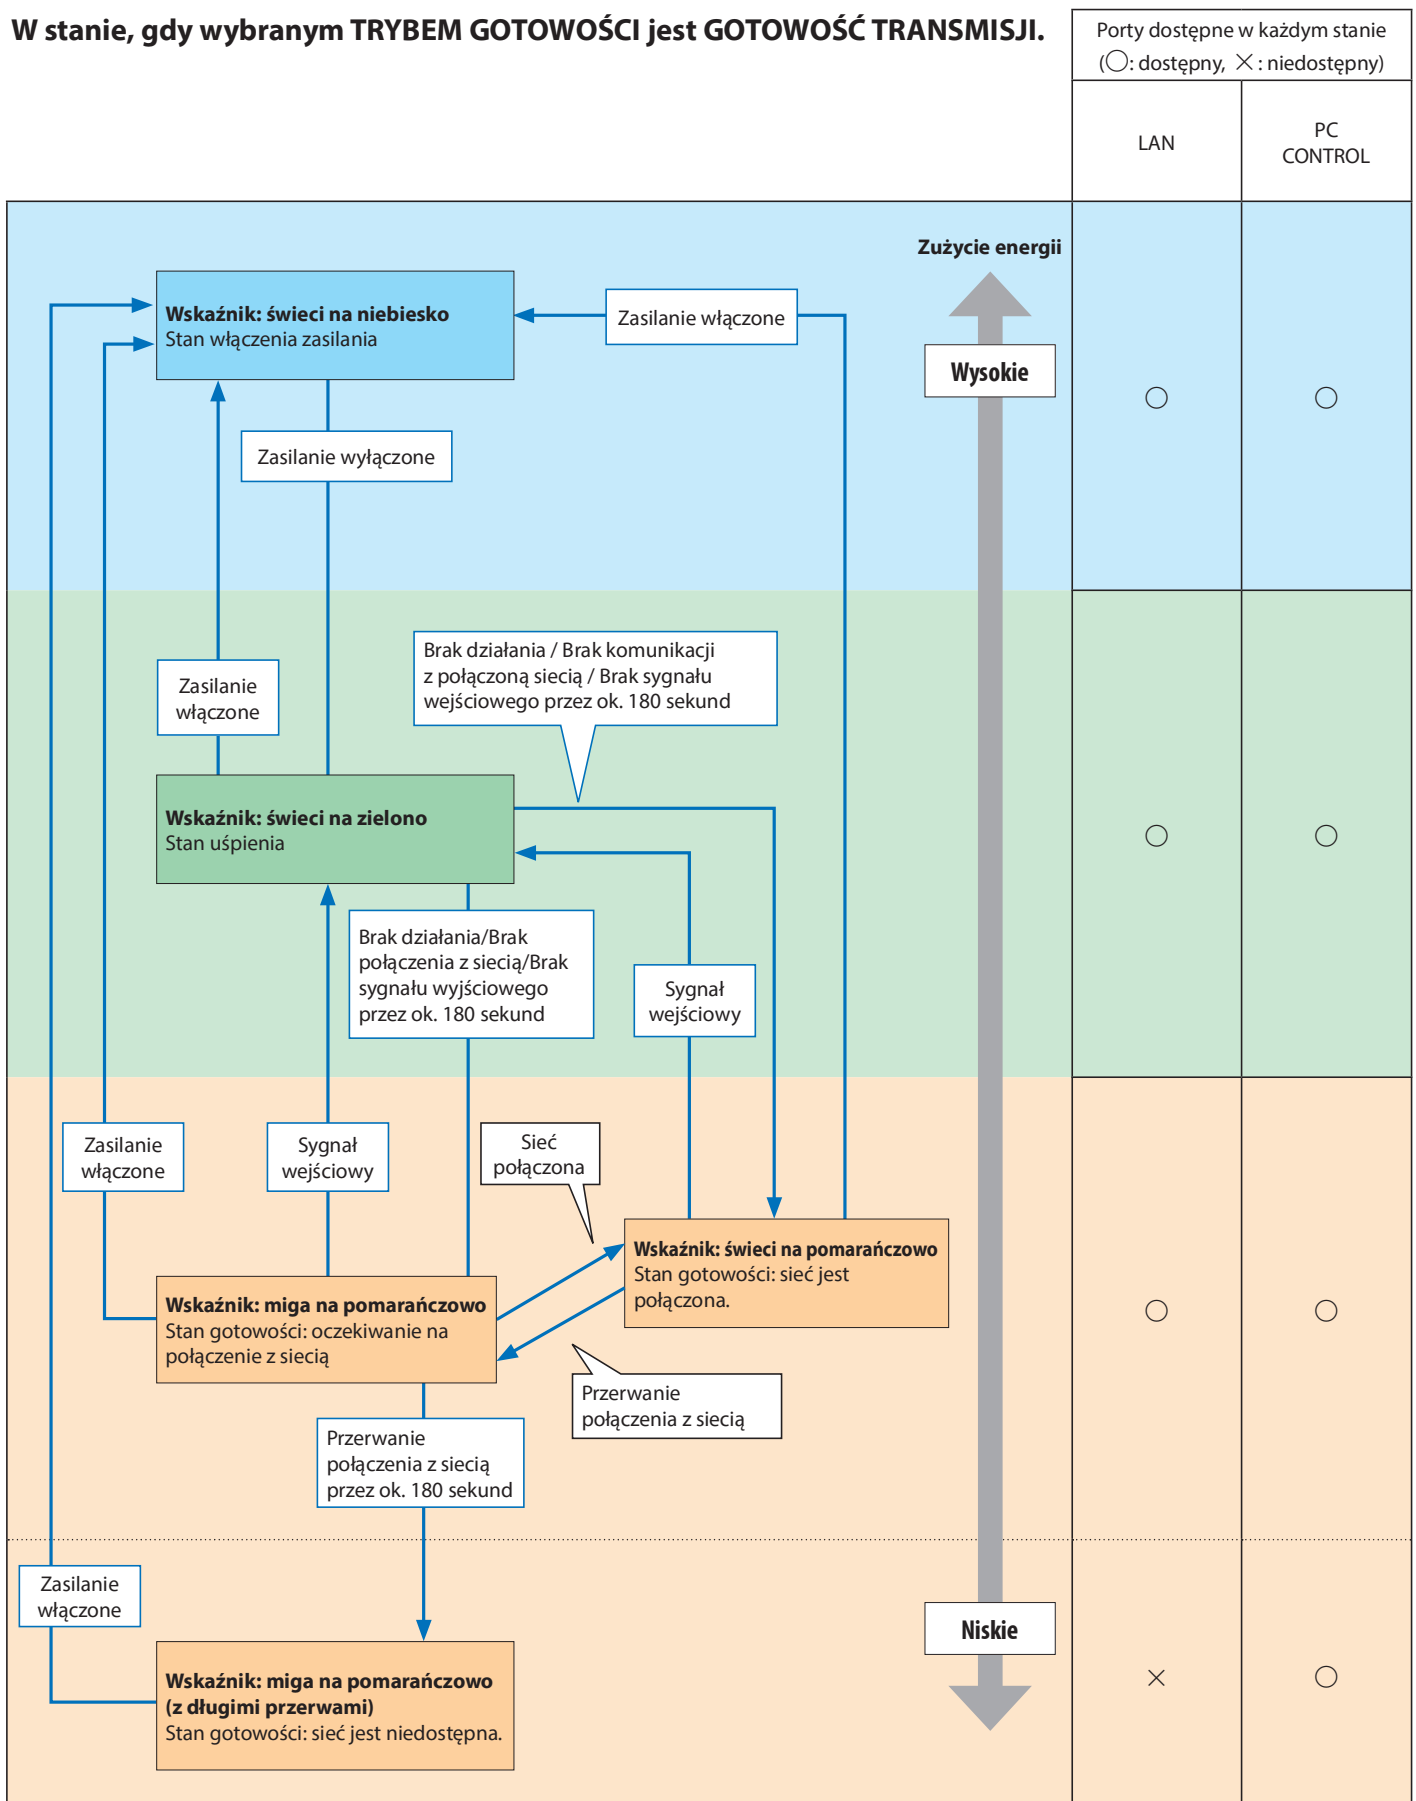 W stanie, gdy wybranym TRYBEM GOTOWOŚCI jest GOTOWOŚĆ TRANSMISJI.
Porty dostępne w każdym stanie
(○: dostępny, ×: niedostępny)
LAN
PC
CONTROL
Zużycie energii
Wskaźnik: świeci na niebiesko
Stan włączenia zasilania
Zasilanie włączone
Wysokie
○
○
Zasilanie wyłączone
Brak działania / Brak komunikacji
z połączoną siecią / Brak sygnału
wejściowego przez ok. 180 sekund
Zasilanie
włączone
Wskaźnik: świeci na zielono
Stan uśpienia
○
○
Brak działania/Brak
połączenia z siecią/Brak
sygnału wyjściowego
przez ok. 180 sekund
Sygnał
wejściowy
Zasilanie
włączone
Sygnał
wejściowy
Sieć
połączona
Wskaźnik: świeci na pomarańczowo
Stan gotowości: sieć jest
połączona.
Wskaźnik: miga na pomarańczowo
Stan gotowości: oczekiwanie na
połączenie z siecią
○
○
Przerwanie
połączenia z siecią
Przerwanie
połączenia z siecią
przez ok. 180 sekund
Zasilanie
włączone
Niskie
Wskaźnik: miga na pomarańczowo
(z długimi przerwami)
Stan gotowości: sieć jest niedostępna.
×
○